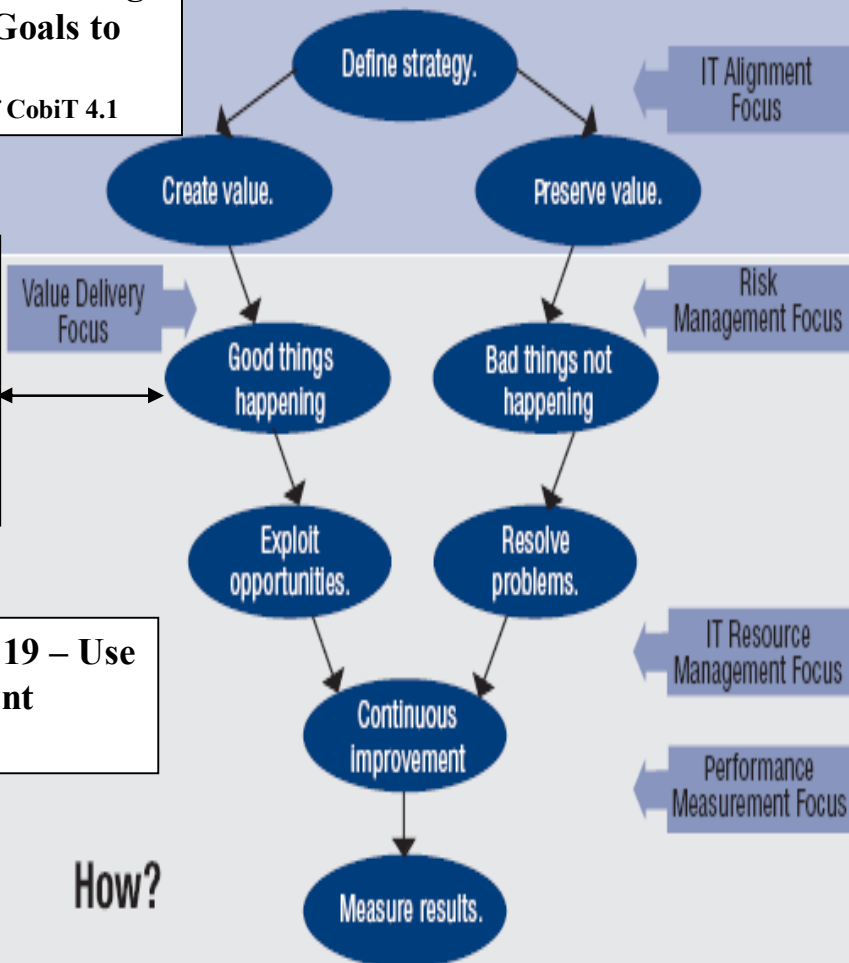 Goals to
CobiT 4.1
Define strategy.
IT Alignment
Focus
Create value.
Preserve value.
Value Delivery
Focus
Risk
Management Focus
Good things
happening
Bad things not
happening
Exploit
opportunities.
Resolve
problems.
19 – Use
nt
IT Resource
Management Focus
Continuous
improvement
Performance
Measurement Focus
How?
Measure results.